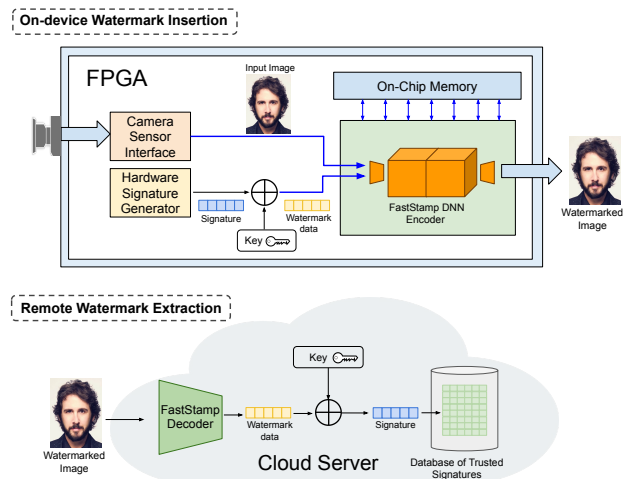 On-device Watermark Insertion
FPGA
Input Image
On-Chip Memory
Camera
Sensor
Interface
Hardware
Signature
Generator
Signature
Watermark
data
Key
FastStamp DNN
Encoder
Watermarked
Image
Remote Watermark Extraction
Key
FastStamp
Decoder
Watermark
data
Signature
Watermarked
Image
Cloud Server
Database of Trusted
Signatures